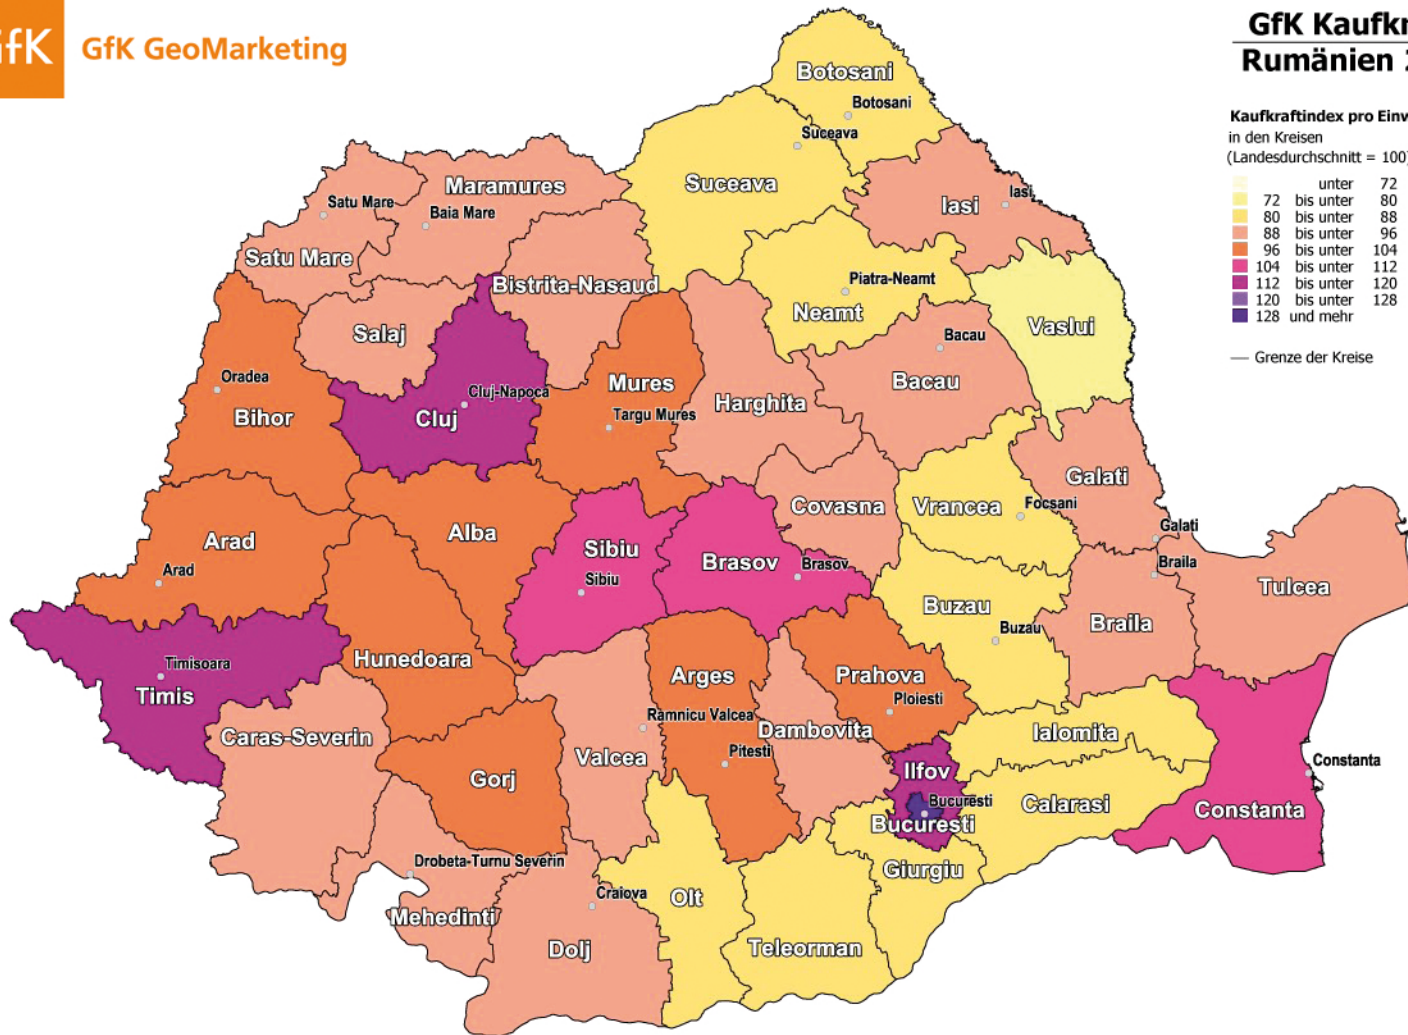 GfK GeoMarketing
Rumänien
Kaufkraftindex pro
in den Kreisen
(Landesdurchschnitt = 100)
unter 72
72 bis unter 80
80 bis unter 88
88 bis unter 96
96 bis unter 104
104 bis unter 112
112 bis unter 120
120 bis unter 128
128 und mehr
— Grenze der Kreise
Botosani
Botosani
Suceava
Suceava
Maramures
Satu Mare
Baia Mare
Iasi
Iasi
Satu Mare
Bistrita-Nasaud
Piatra-Neamt
Neamt
Salaj
Vaslui
Bacau
Bacau
Oradea
Bihor
Cluj-Napoca
Cluj
Mures
Targu Mures
Harghita
Galati
Galati
Covasna
Vrancea
Focsani
Alba
Arad
Arad
Sibiu
Sibiu
Brasov
Brasov
Braila
Braila
Tulcea
Buzau
Buzau
Timisoara
Timis
Hunedoara
Arges
Prahova
Ploiesti
Ramnicu Valcea
Dambovita
Ialomita
Caras-Severin
Valcea
Pitesti
Gorj
Ilfov
Bucuresti
Bucuresti
Calarasi
Constanta
Constanta
Drobeta-Turnu Severin
Giurgiu
Craiova
Olt
Mehedinti
Dolj
Teleorman